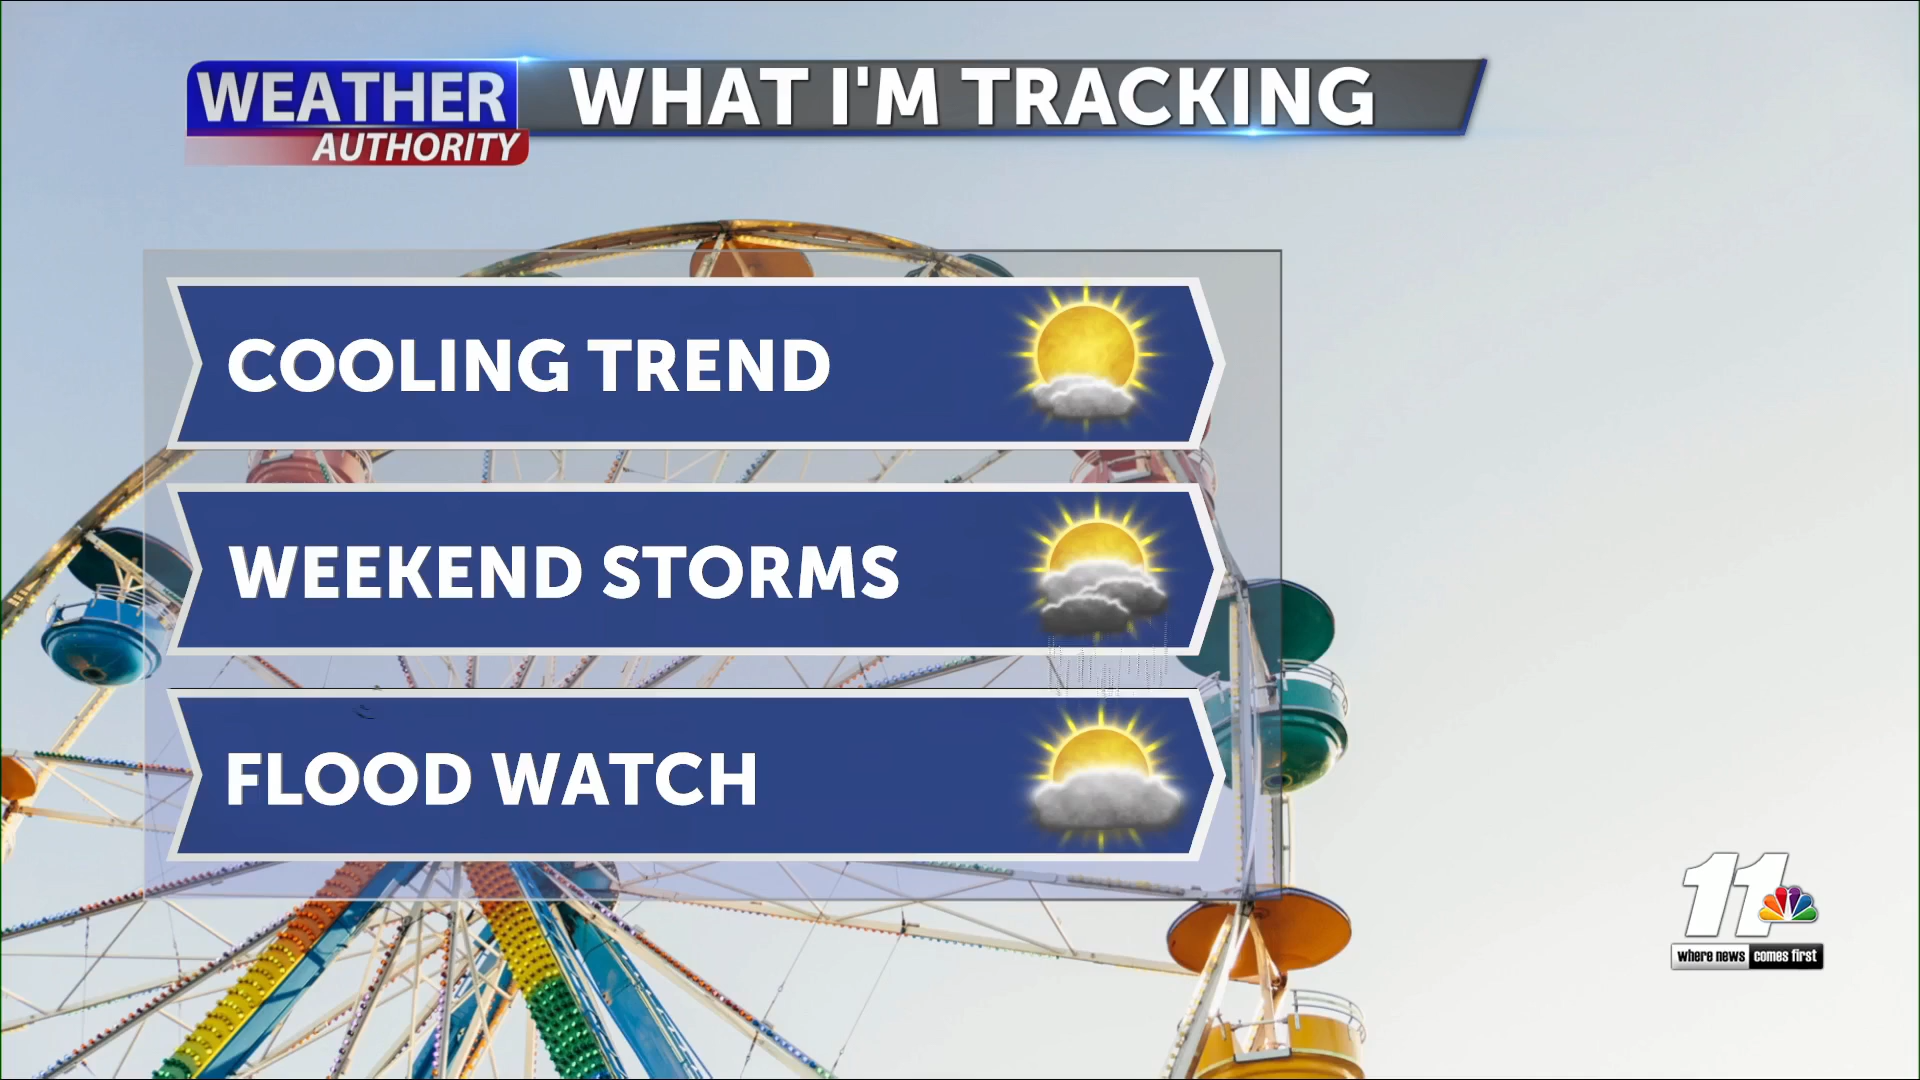 WEATHER
AUTHORITY
WHAT I'M TRACKING
COOLING TREND
WEEKEND STORMS
FLOOD WATCH
11
where news comes first